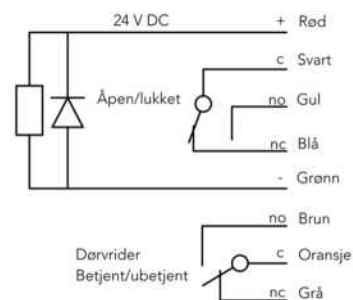 24 V DC + Rød
c Svart
Åpen/lukket
no Gul
nc Blå
- Grønn
no Brun
Dørvrider
c Oransje
Betjent/ubetjent
nc Grå